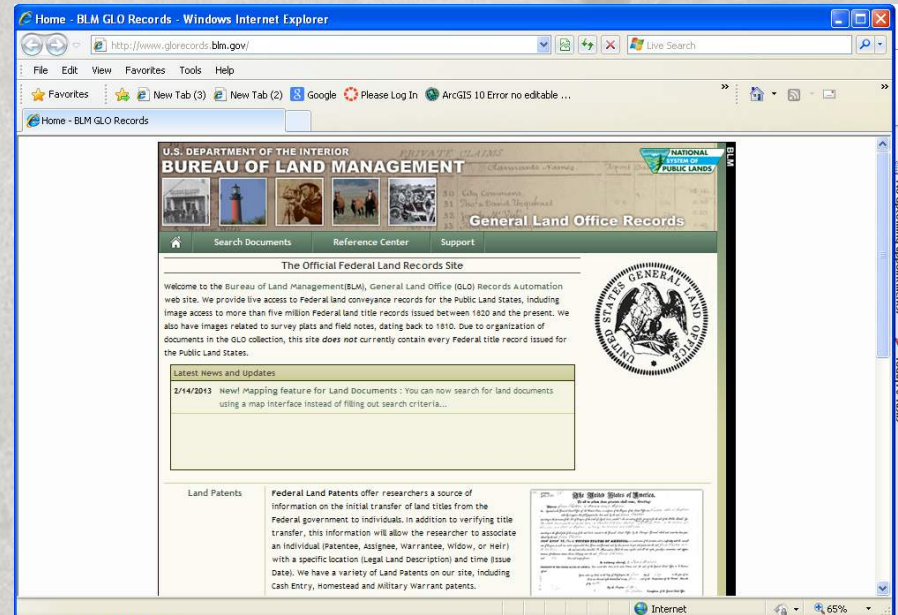 Home - BLM GLO Records - Windows Internet Explorer
http://www.glorecords.blm.gov/
Live Search
File Edit View Favorites Tools Help
Favorites New Tab (3) New Tab (2) Google Please Log In ArcGIS 10 Error no editable ...
Home - BLM GLO Records
U.S. DEPARTMENT OF THE INTERIOR
BUREAU OF LAND MANAGEMENT
PRIVATE CLAIMS
NATIONAL
SYSTEM OF
PUBLIC LANDS
BLM
General Land Office Records
Search Documents Reference Center Support
The Official Federal Land Records Site
Welcome to the Bureau of Land Management(BLM), General Land Office (GLO) Records Automation
web site. We provide live access to Federal land conveyance records for the Public Land States, including
image access to more than five million Federal land title records issued between 1820 and the present. We
also have images related to survey plats and field notes, dating back to 1810. Due to organization of
documents in the GLO collection, this site does not currently contain every Federal title record issued for
the Public Land States.
UNITED STATES GENERAL LAND OFFICE
Latest News and Updates
2/14/2013 New! Mapping feature for Land Documents : You can now search for land documents
using a map interface instead of filling out search criteria...
Land Patents
Federal Land Patents offer researchers a source of
information on the initial transfer of land titles from the
Federal government to individuals. In addition to verifying title
transfer, this information will allow the researcher to associate
an individual (Patentee, Assignee, Warrantee, Widow, or Heir)
with a specific location (Legal Land Description) and time (Issue
Date). We have a variety of Land Patents on our site, including
Cash Entry, Homestead and Military Warrant patents.
The United States of America.
Internet
65%